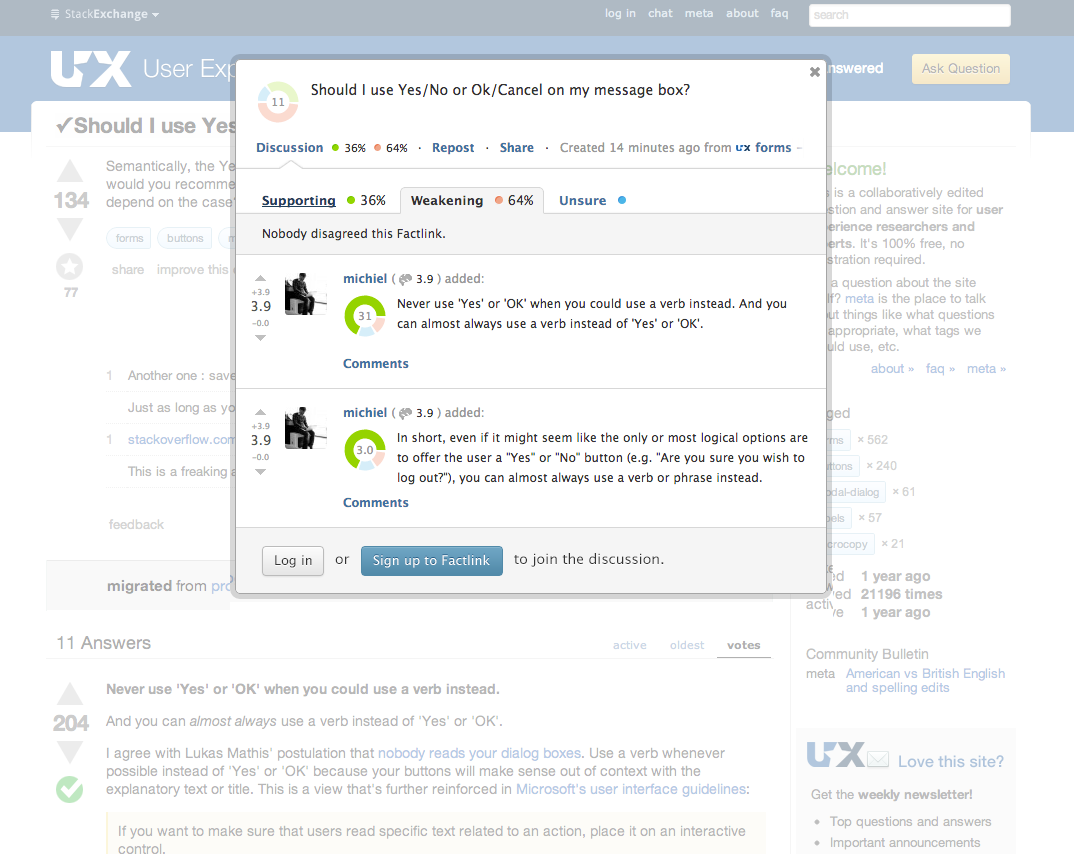 StackExchange
log in chat meta about faq
search
UX User Exp
nswered
Ask Question
Should I use Yes/No or Ok/Cancel on my message box?
11
Discussion 36% 64% · Repost · Share · Created 14 minutes ago from UX forms –
Supporting 36% Weakening 64% Unsure
Nobody disagreed this Factlink.
+3.9
3.9
−0.0
michiel ( 3.9 ) added:
31
Never use 'Yes' or 'OK' when you could use a verb instead. And you
can almost always use a verb instead of 'Yes' or 'OK'.
Comments
+3.9
3.9
−0.0
michiel ( 3.9 ) added:
3.0
In short, even if it might seem like the only or most logical options are
to offer the user a "Yes" or "No" button (e.g. "Are you sure you wish to
log out?"), you can almost always use a verb or phrase instead.
Comments
Log in or Sign up to Factlink to join the discussion.
✓Should I use Yes
134
Semantically, the Ye
would you recomme
depend on the case
forms buttons m
share improve this
77
1 Another one : save
Just as long as yo
1 stackoverflow.com
This is a freaking a
feedback
migrated from pro
elcome!
is a collaboratively edited
stion and answer site for user
erience researchers and
erts. It's 100% free, no
istration required.
a question about the site
lf? meta is the place to talk
ut things like what questions
appropriate, what tags we
uld use, etc.
about » faq » meta »
ged
ms × 562
ttons × 240
odal-dialog × 61
bels × 57
crocopy × 21
ed 1 year ago
ved 21196 times
active 1 year ago
Community Bulletin
meta American vs British English
and spelling edits
11 Answers
active oldest votes
204
Never use 'Yes' or 'OK' when you could use a verb instead.
And you can almost always use a verb instead of 'Yes' or 'OK'.
I agree with Lukas Mathis' postulation that nobody reads your dialog boxes. Use a verb whenever
possible instead of 'Yes' or 'OK' because your buttons will make sense out of context with the
explanatory text or title. This is a view that's further reinforced in Microsoft's user interface guidelines:
If you want to make sure that users read specific text related to an action, place it on an interactive
control.
UX Love this site?
Get the weekly newsletter!
• Top questions and answers
• Important announcements